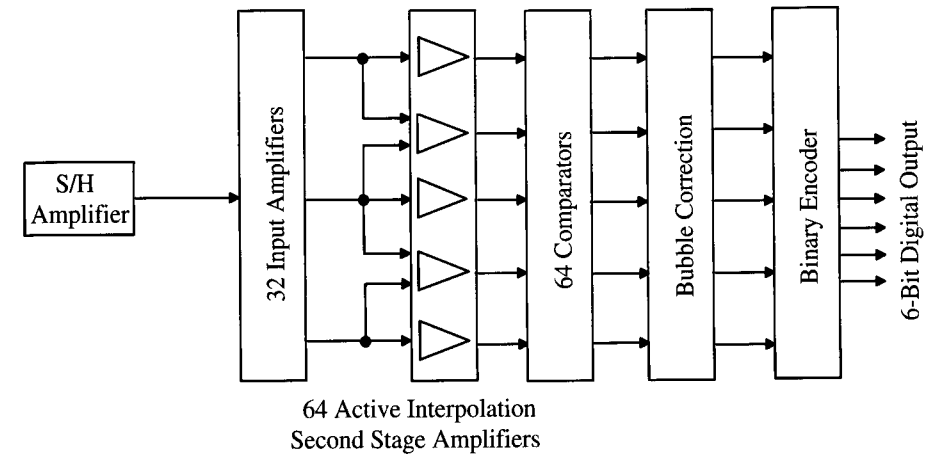 S/H
Amplifier
32 Input Amplifiers
64 Active Interpolation
Second Stage Amplifiers
64 Comparators
Bubble Correction
Binary Encoder
6-Bit Digital Output